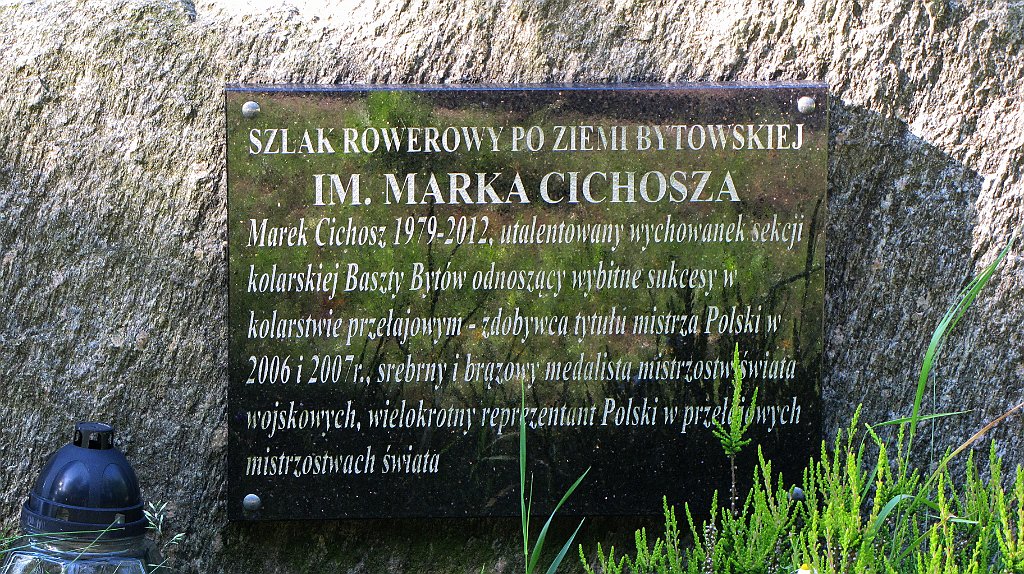 SZLAK ROWEROWY PO ZIEMI BYTOWSKIEJ
IM. MARKA CICHOSZA
Marek Cichosz 1979-2012, utalentowany wychowanek sekcji
kolarskiej Baszty Bytów odnoszący wybitne sukcesy w
kolarstwie przełajowym - zdobywca tytułu mistrza Polski w
2006 i 2007r., srebrny i brązowy medalista mistrzostw świata
wojskowych, wielokrotny reprezentant Polski w przełajowych
mistrzostwach świata